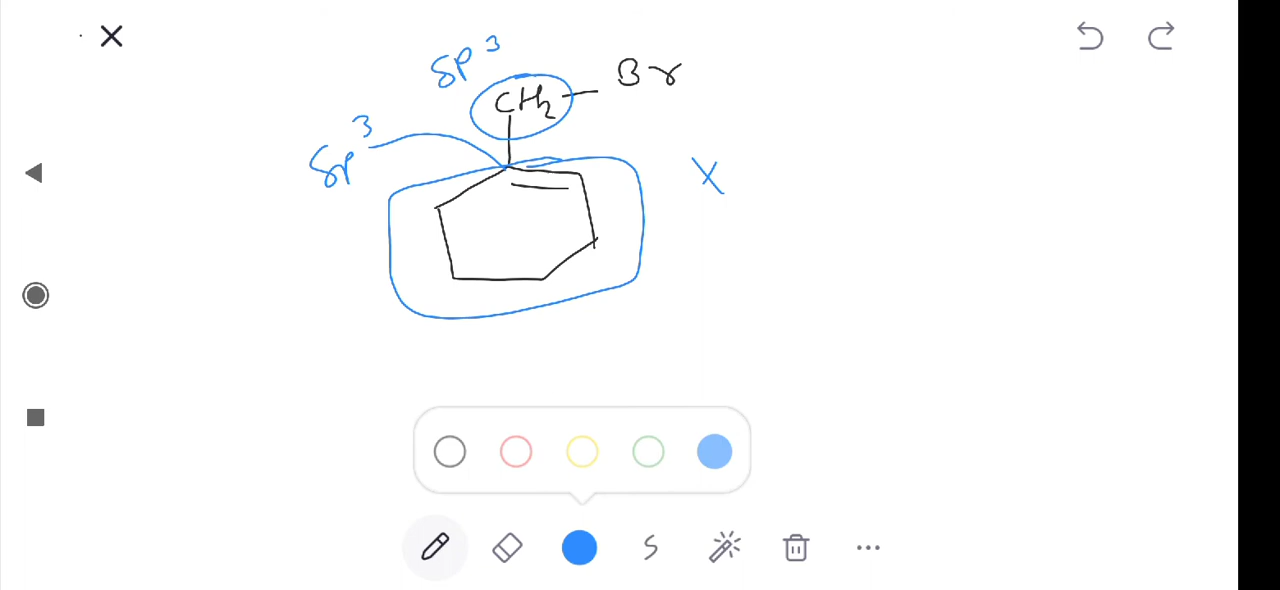 SP³
CH₂ — Br
SP³
X